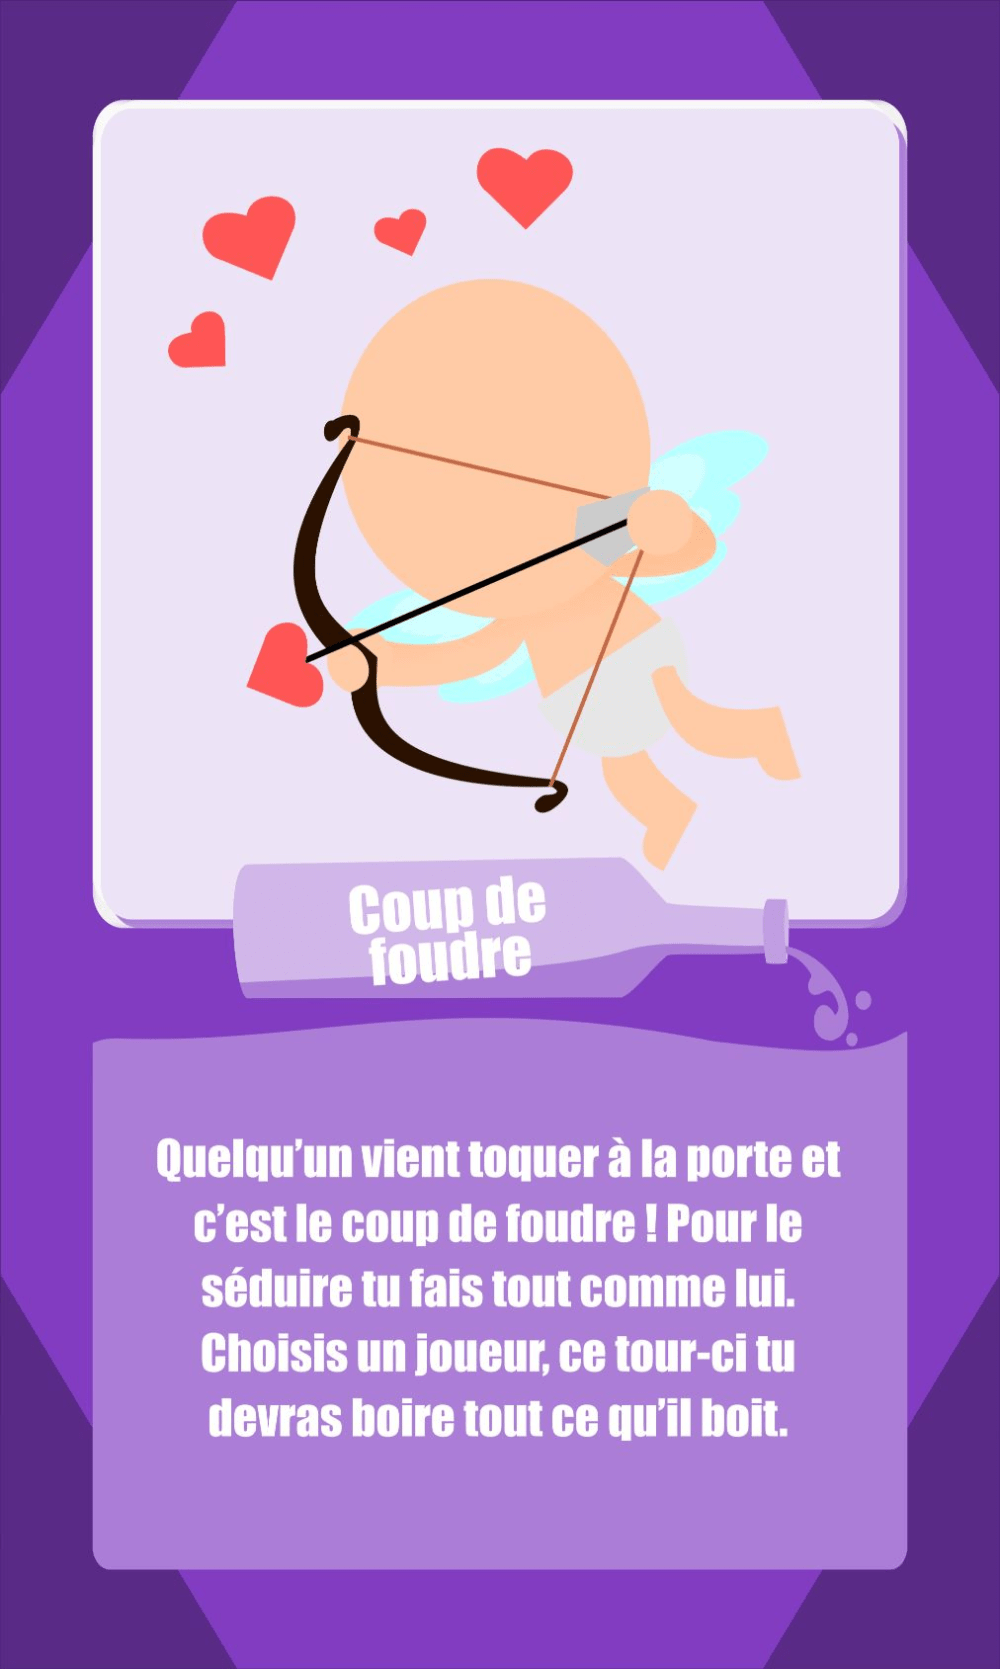 Coup de
foudre
Quelqu'un vient toquer à la porte et
c'est le coup de foudre ! Pour le
séduire tu fais tout comme lui.
Choisis un joueur, ce tour-ci tu
devras boire tout ce qu'il boit.